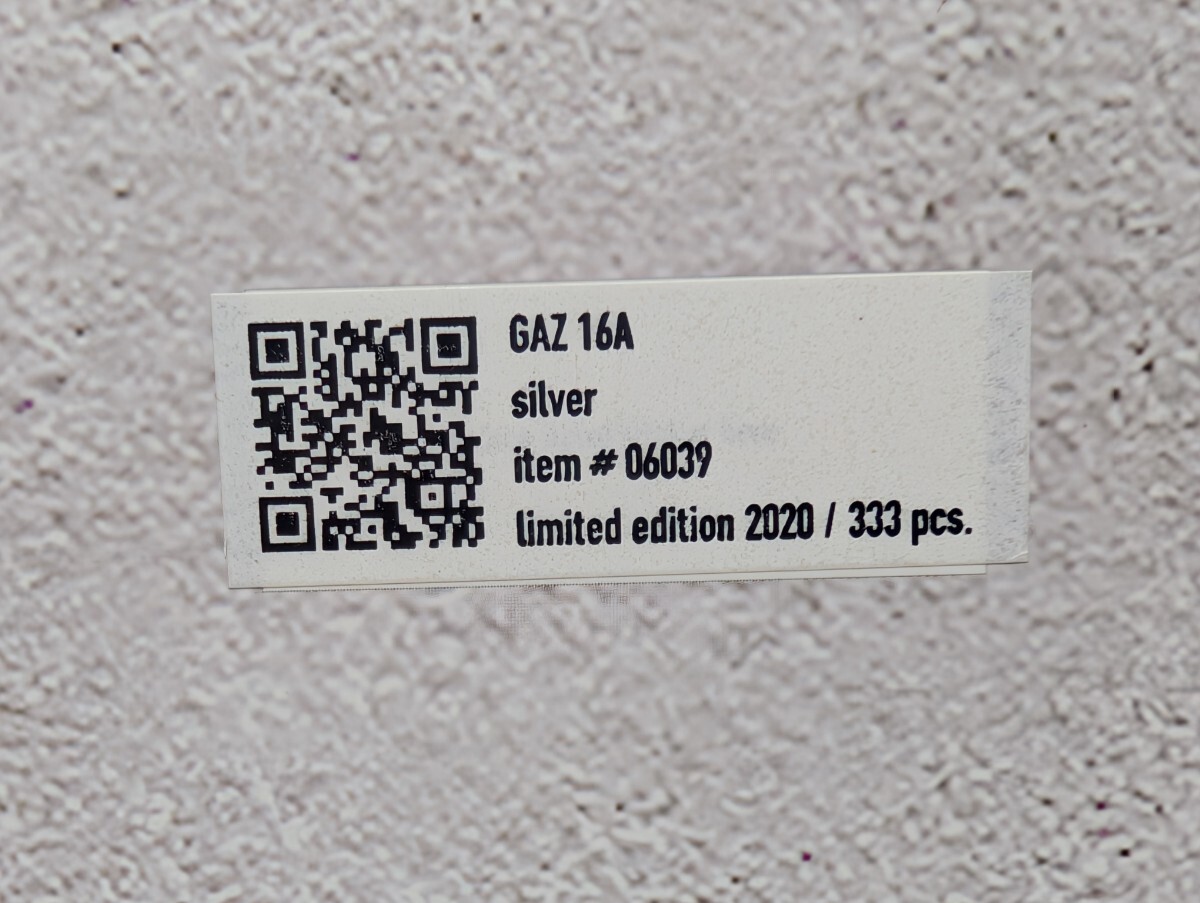 GAZ 16A
silver
item # 06039
limited edition 2020 / 333 pcs.